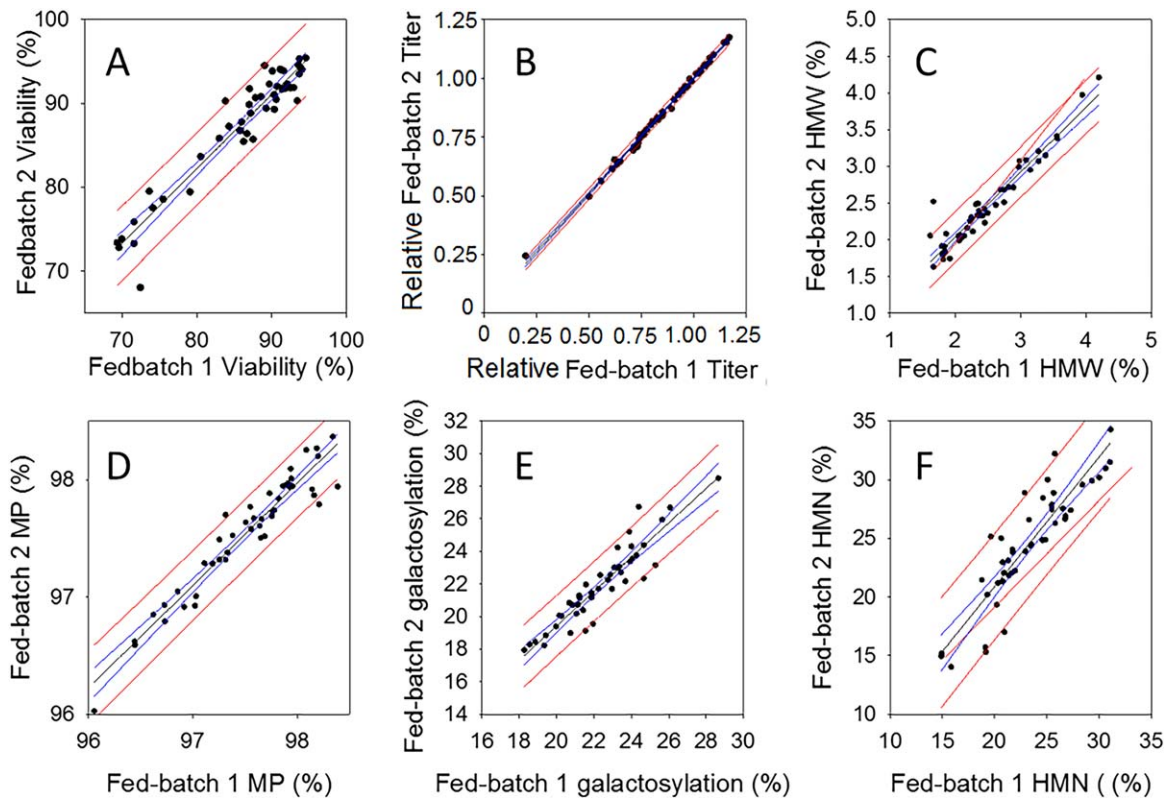 A
Fedbatch 2 Viability (%)
100
90
80
70
70 80 90 100
Fedbatch 1 Viability (%)
B
Relative Fed-batch 2 Titer
1.25
1.00
0.75
0.50
0.25
0
0 0.25 0.50 0.75 1.00 1.25
Relative Fed-batch 1 Titer
C
Fed-batch 2 HMW (%)
5.0
4.5
4.0
3.5
3.0
2.5
2.0
1.5
1.0
1 2 3 4 5
Fed-batch 1 HMW (%)
D
Fed-batch 2 MP (%)
98
97
96
96 97 98
Fed-batch 1 MP (%)
E
Fed-batch 2 galactosylation (%)
32
30
28
26
24
22
20
18
16
14
16 18 20 22 24 26 28 30
Fed-batch 1 galactosylation (%)
F
Fed-batch 2 HMN (%)
35
30
25
20
15
10
10 15 20 25 30 35
Fed-batch 1 HMN ( (%)